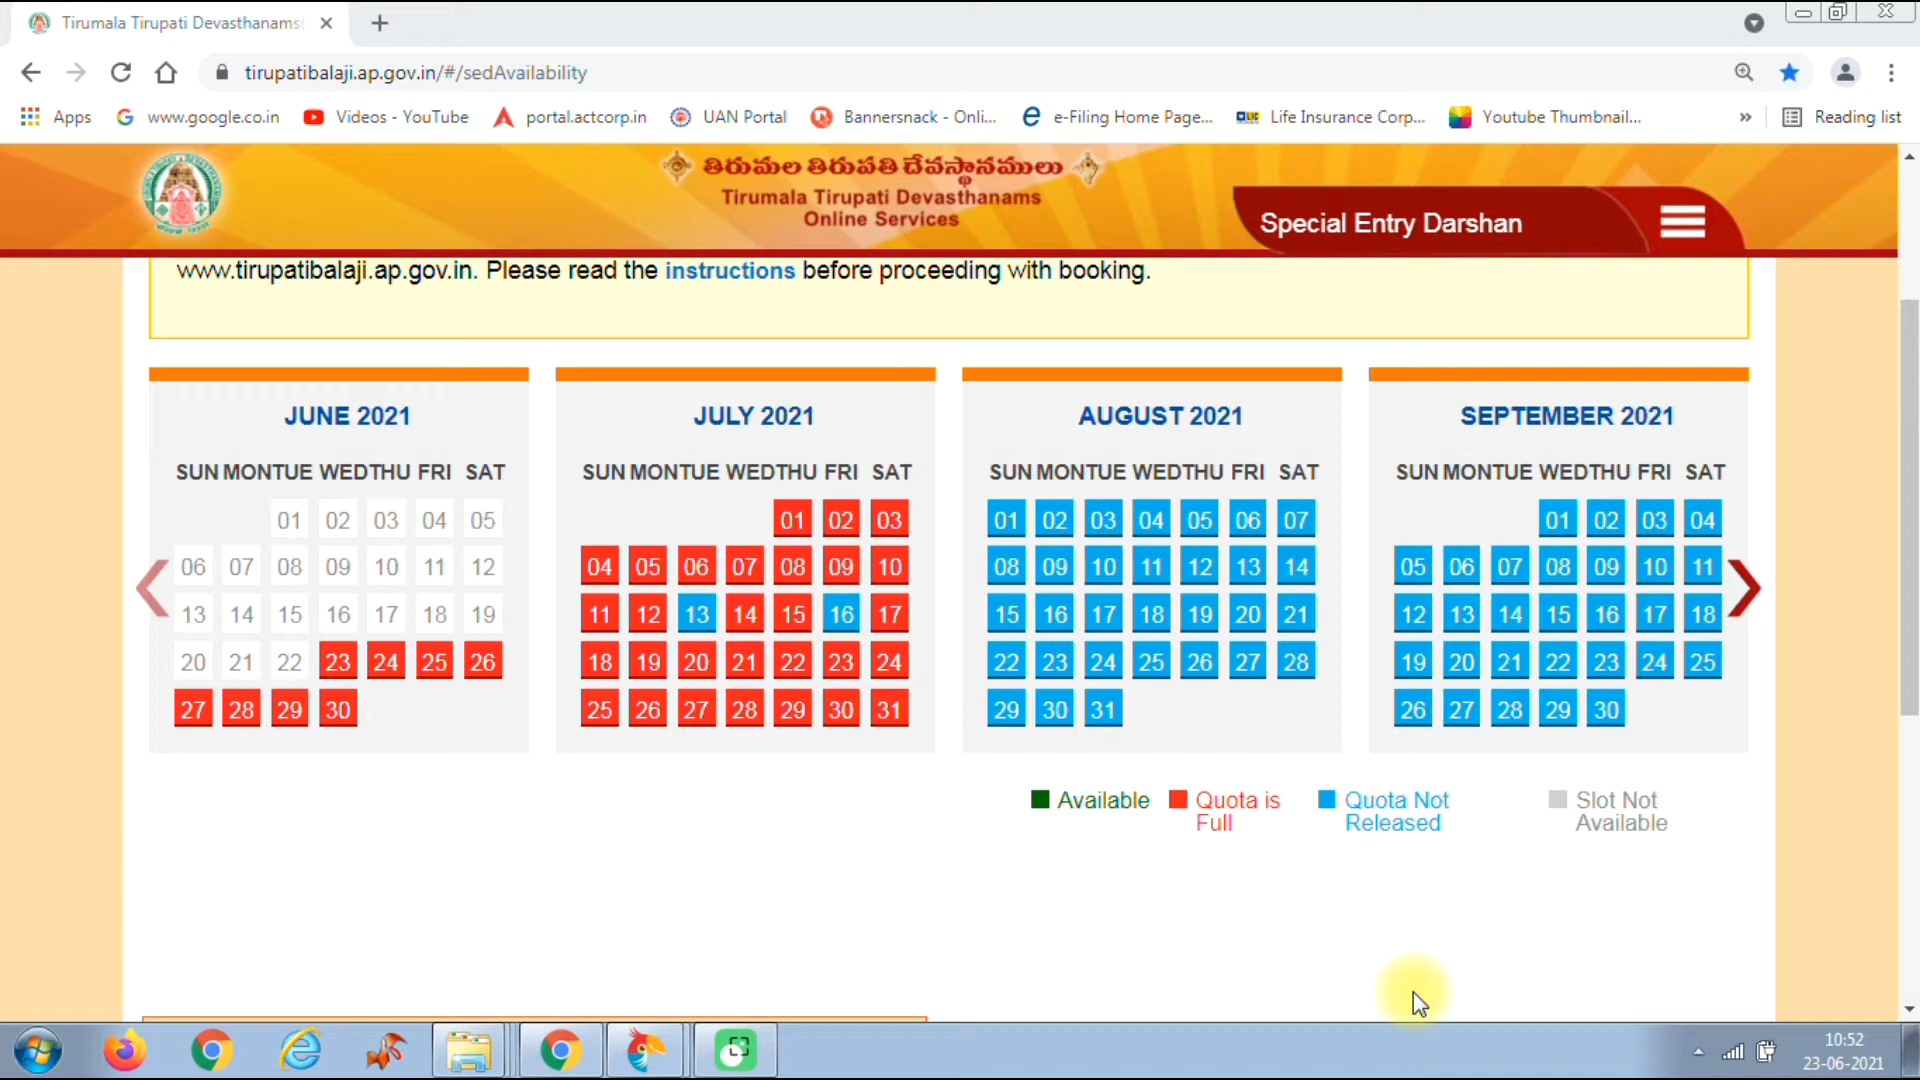 Tirumala Tirupati Devasthanams(
tirupatibalaji.ap.gov.in/#/sedAvailability
Apps www.google.co.in Videos - YouTube portal.actcorp.in UAN Portal Bannersnack - Onli... e-Filing Home Page... Life Insurance Corp... Youtube Thumbnail... » Reading list
తిరుమల తిరుపతి దేవస్థానములు
Tirumala Tirupati Devasthanams
Online Services
Special Entry Darshan
www.tirupatibalaji.ap.gov.in. Please read the instructions before proceeding with booking.
JUNE 2021
SUN MON TUE WED THU FRI SAT
01 02 03 04 05
06 07 08 09 10 11 12
13 14 15 16 17 18 19
20 21 22 23 24 25 26
27 28 29 30
JULY 2021
SUN MON TUE WED THU FRI SAT
01 02 03
04 05 06 07 08 09 10
11 12 13 14 15 16 17
18 19 20 21 22 23 24
25 26 27 28 29 30 31
AUGUST 2021
SUN MON TUE WED THU FRI SAT
01 02 03 04 05 06 07
08 09 10 11 12 13 14
15 16 17 18 19 20 21
22 23 24 25 26 27 28
29 30 31
SEPTEMBER 2021
SUN MON TUE WED THU FRI SAT
01 02 03 04
05 06 07 08 09 10 11
12 13 14 15 16 17 18
19 20 21 22 23 24 25
26 27 28 29 30
Available
Quota is
Full
Quota Not
Released
Slot Not
Available
10:52
23-06-2021